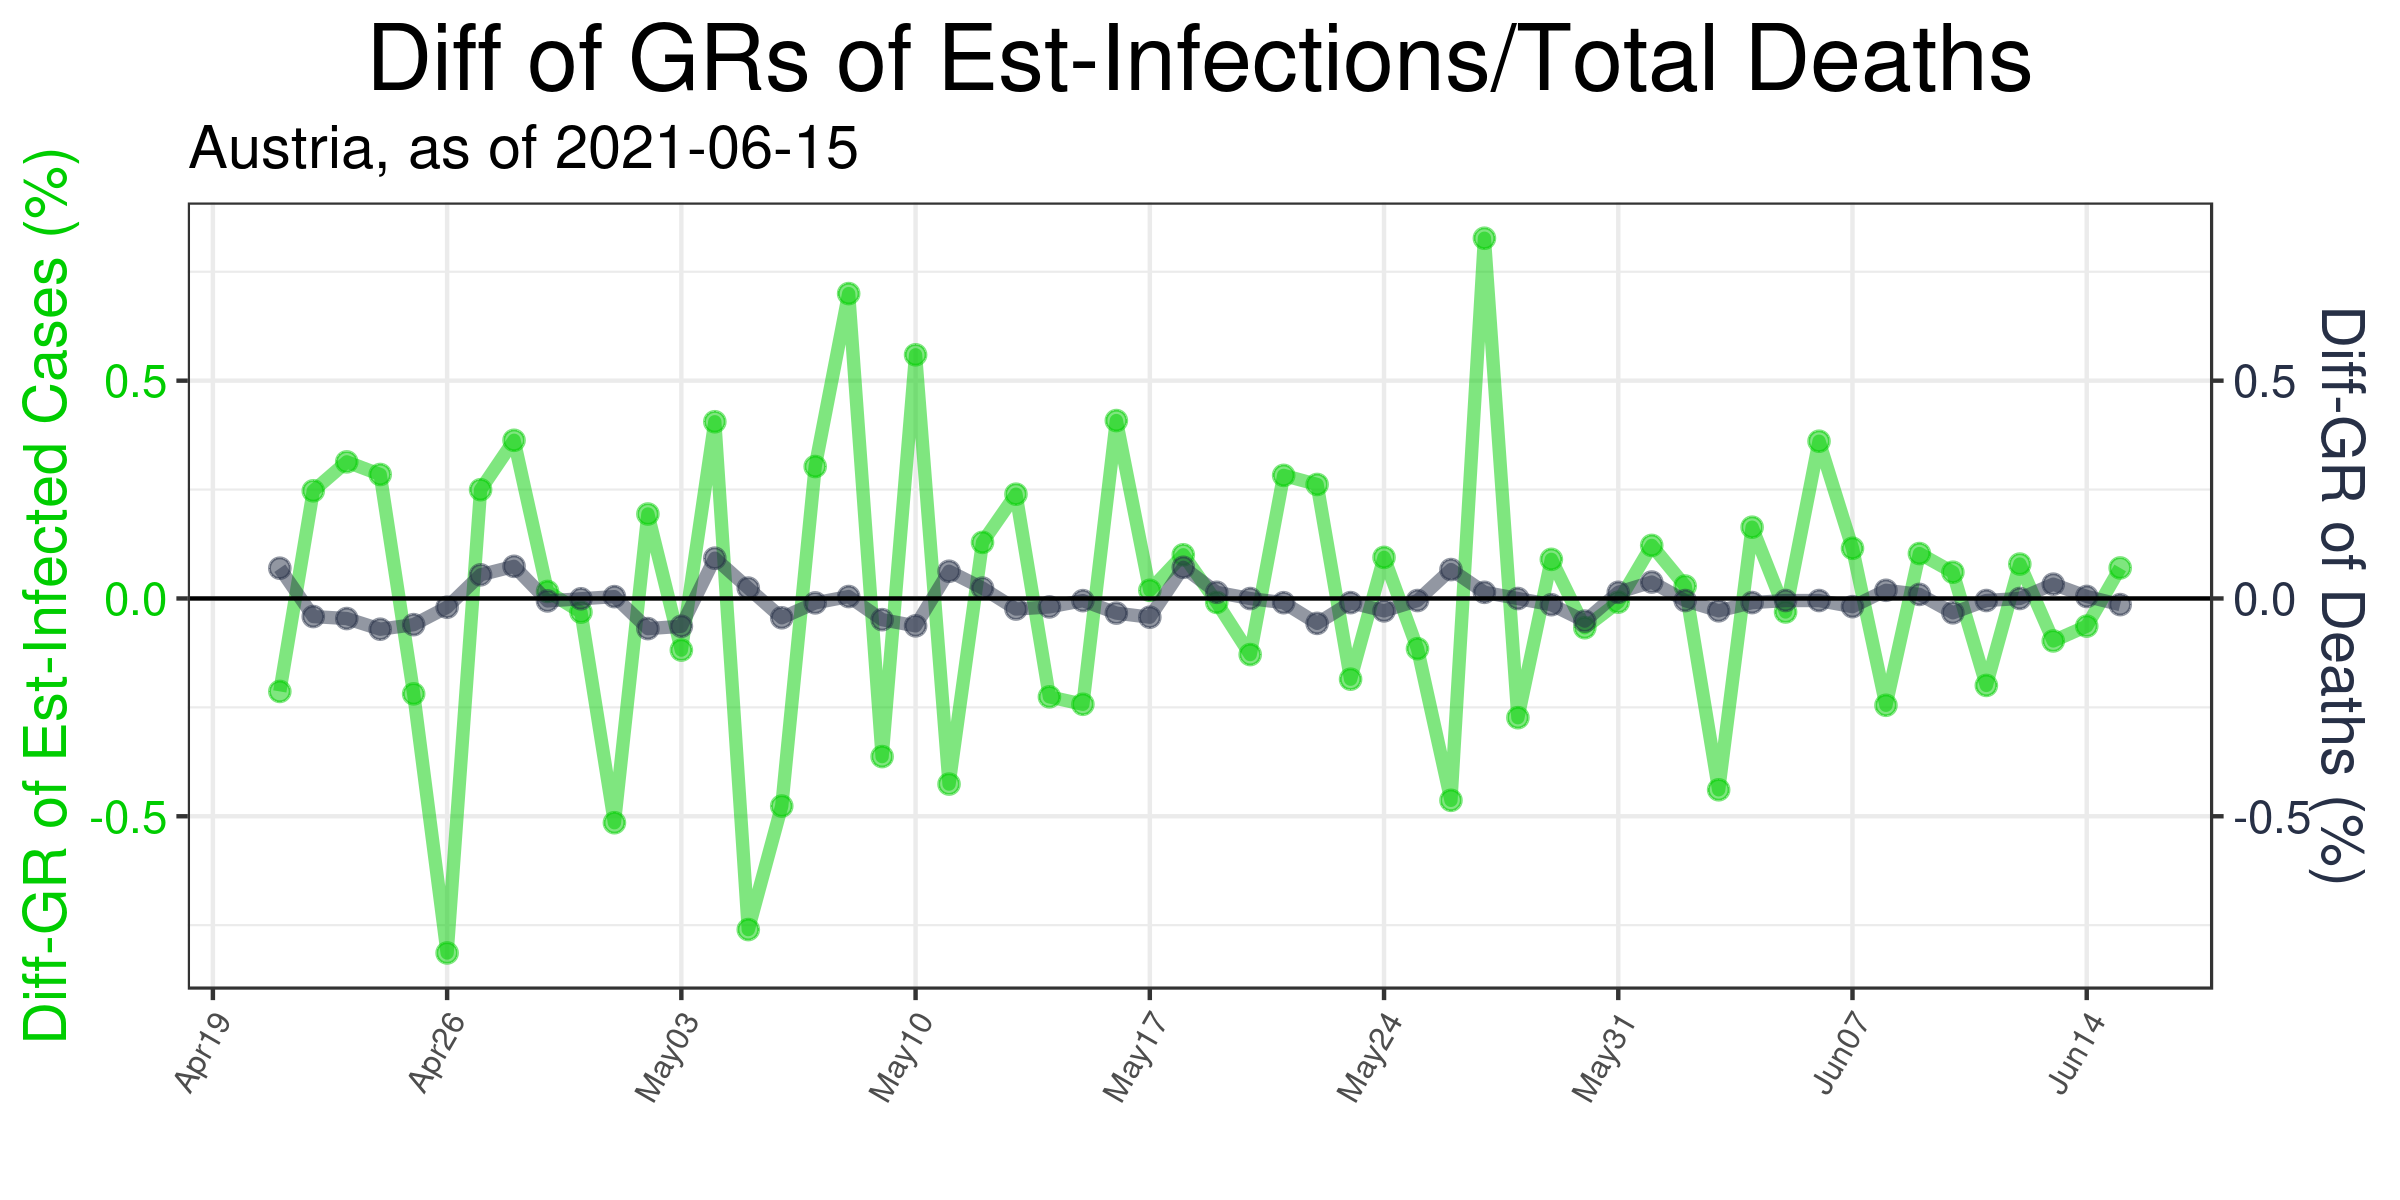 Diff of GRs of Est-Infections/Total Deaths
Austria, as of 2021-06-15
Diff-GR of Est-Infected Cases (%)
0.5
0.0
-0.5
0.5
0.0
-0.5
Diff-GR of Deaths (%)
Apr19
Apr26
May03
May10
May17
May24
May31
Jun07
Jun14